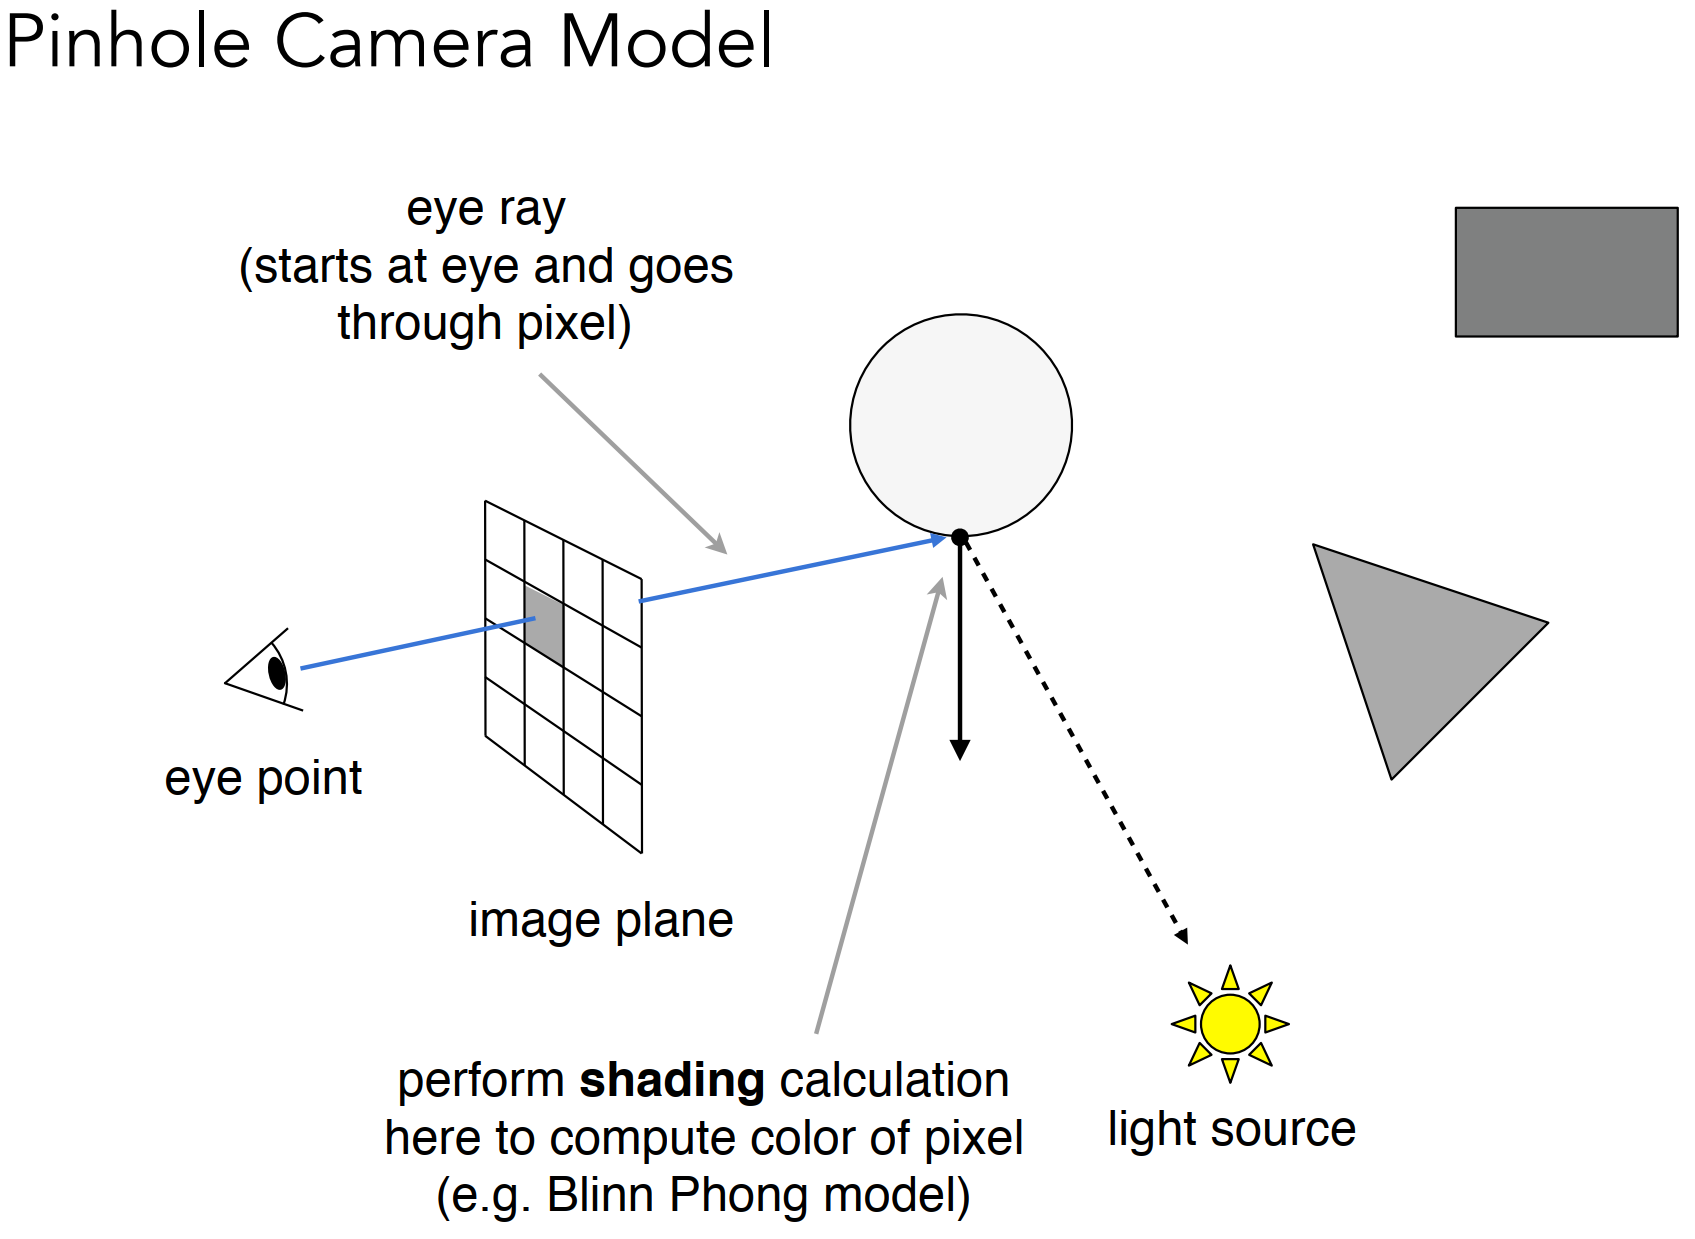 Pinhole Camera Model
eye ray
(starts at eye and goes
through pixel)
eye point
image plane
perform shading calculation
here to compute color of pixel
(e.g. Blinn Phong model)
light source